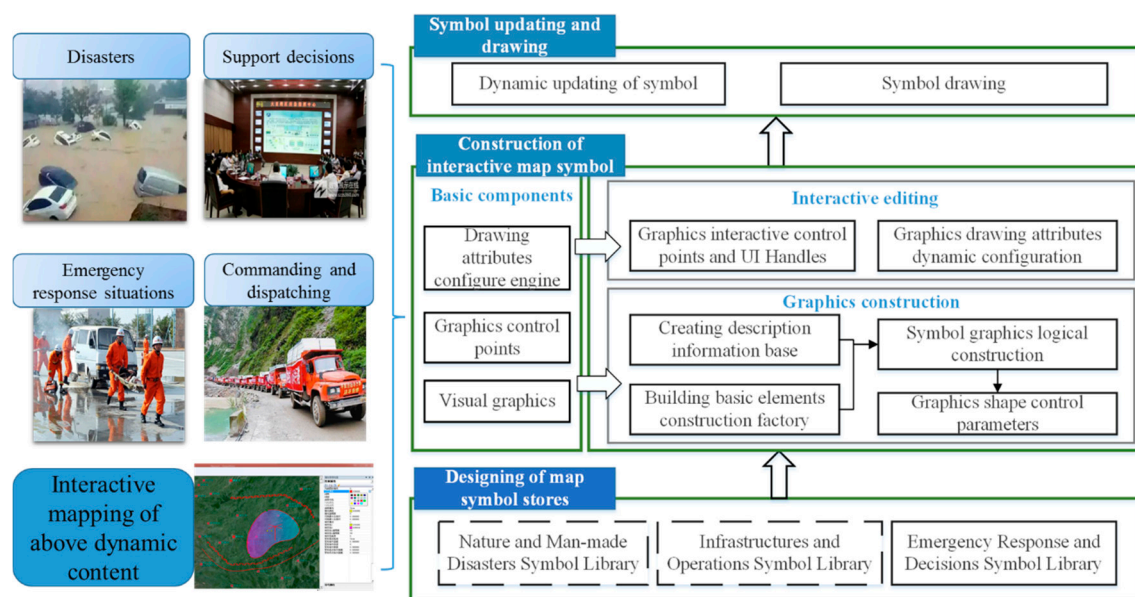 Disasters
Support decisions
Emergency
response situations
Commanding and
dispatching
Interactive
mapping of
above dynamic
content
Symbol updating and
drawing
Dynamic updating of symbol
Symbol drawing
Construction of
interactive map symbol
Basic components
Drawing
attributes
configure engine
Graphics control
points
Visual graphics
Interactive editing
Graphics interactive control
points and UI Handles
Graphics drawing attributes
dynamic configuration
Graphics construction
Creating description
information base
Building basic elements
construction factory
Symbol graphics logical
construction
Graphics shape control
parameters
Designing of map
symbol stores
Nature and Man-made
Disasters Symbol Library
Infrastructures and
Operations Symbol Library
Emergency Response and
Decisions Symbol Library